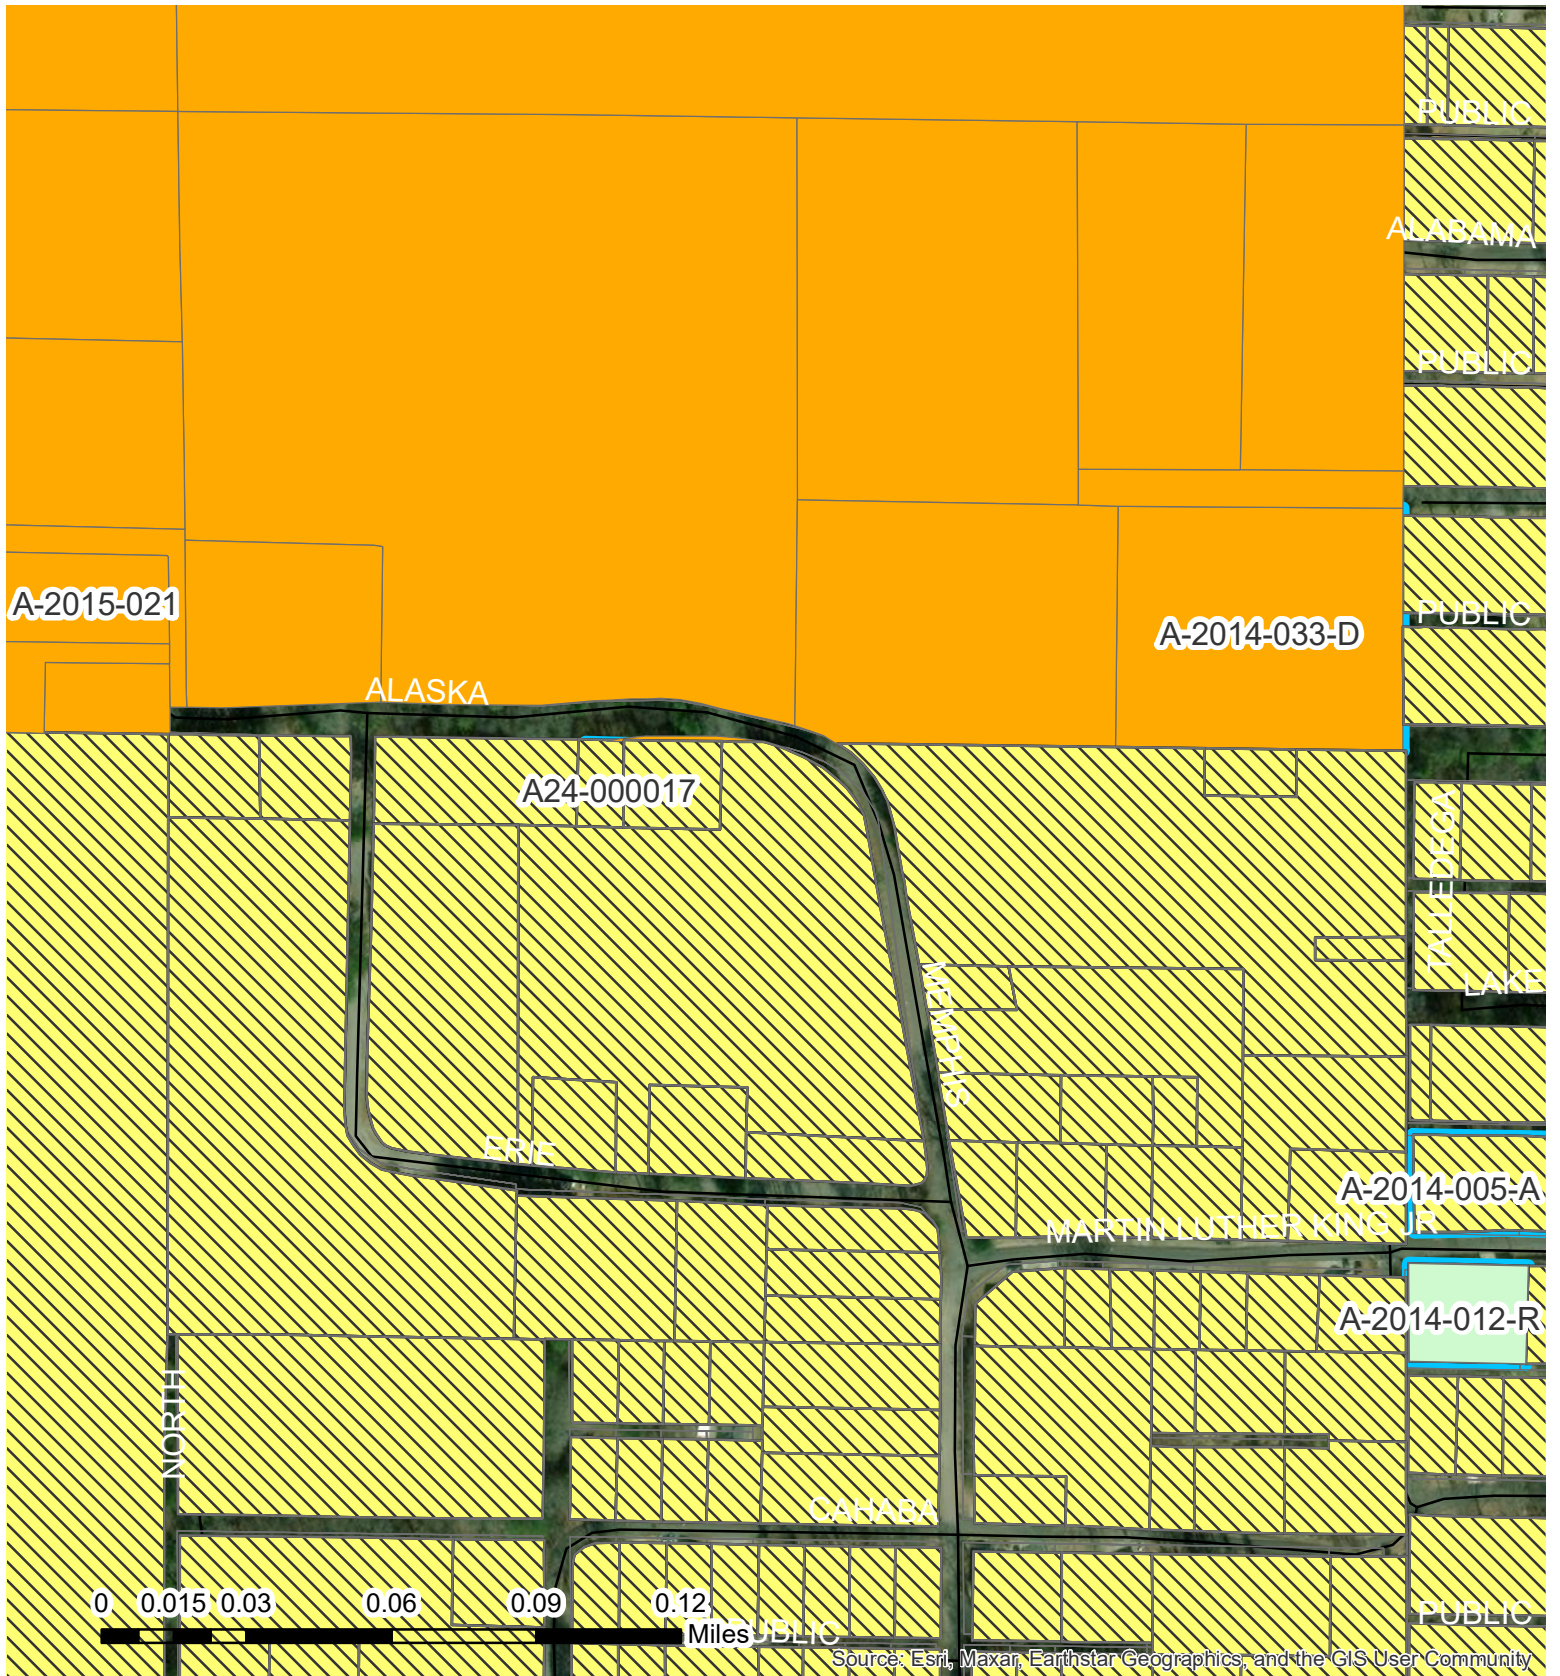 PUBLIC
ALABAMA
PUBLIC
A-2015-021
PUBLIC
A-2014-033-D
ALASKA
A24-000017
TALLEDEGA
MEMPHIS
LAKE
ERIE
A-2014-005-A
MARTIN LUTHER KING JR
A-2014-012-R
NORTH
CAHABA
0 0.015 0.03 0.06 0.09 0.12
Miles
PUBLIC
PUBLIC
Source: Esri, Maxar, Earthstar Geographics, and the GIS User Community